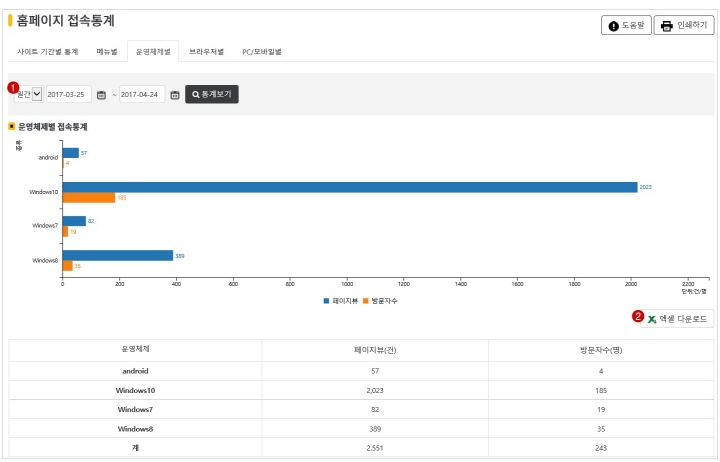 홈페이지 접속통계
도움말 인쇄하기
사이트 기간별 통계 메뉴별 운영체제별 브라우저별 PC/모바일별
1 일간 2017-03-25 ~ 2017-04-24 통계보기
운영체제별 접속통계
android 57
4
Windows10 2023
185
Windows7 82
19
Windows8 389
35
0 200 400 600 800 1000 1200 1400 1600 1800 2000 2200
단위:건/명
페이지뷰 방문자수
2 엑셀 다운로드
운영체제 페이지뷰(건) 방문자수(명)
android 57 4
Windows10 2,023 185
Windows7 82 19
Windows8 389 35
계 2,551 243